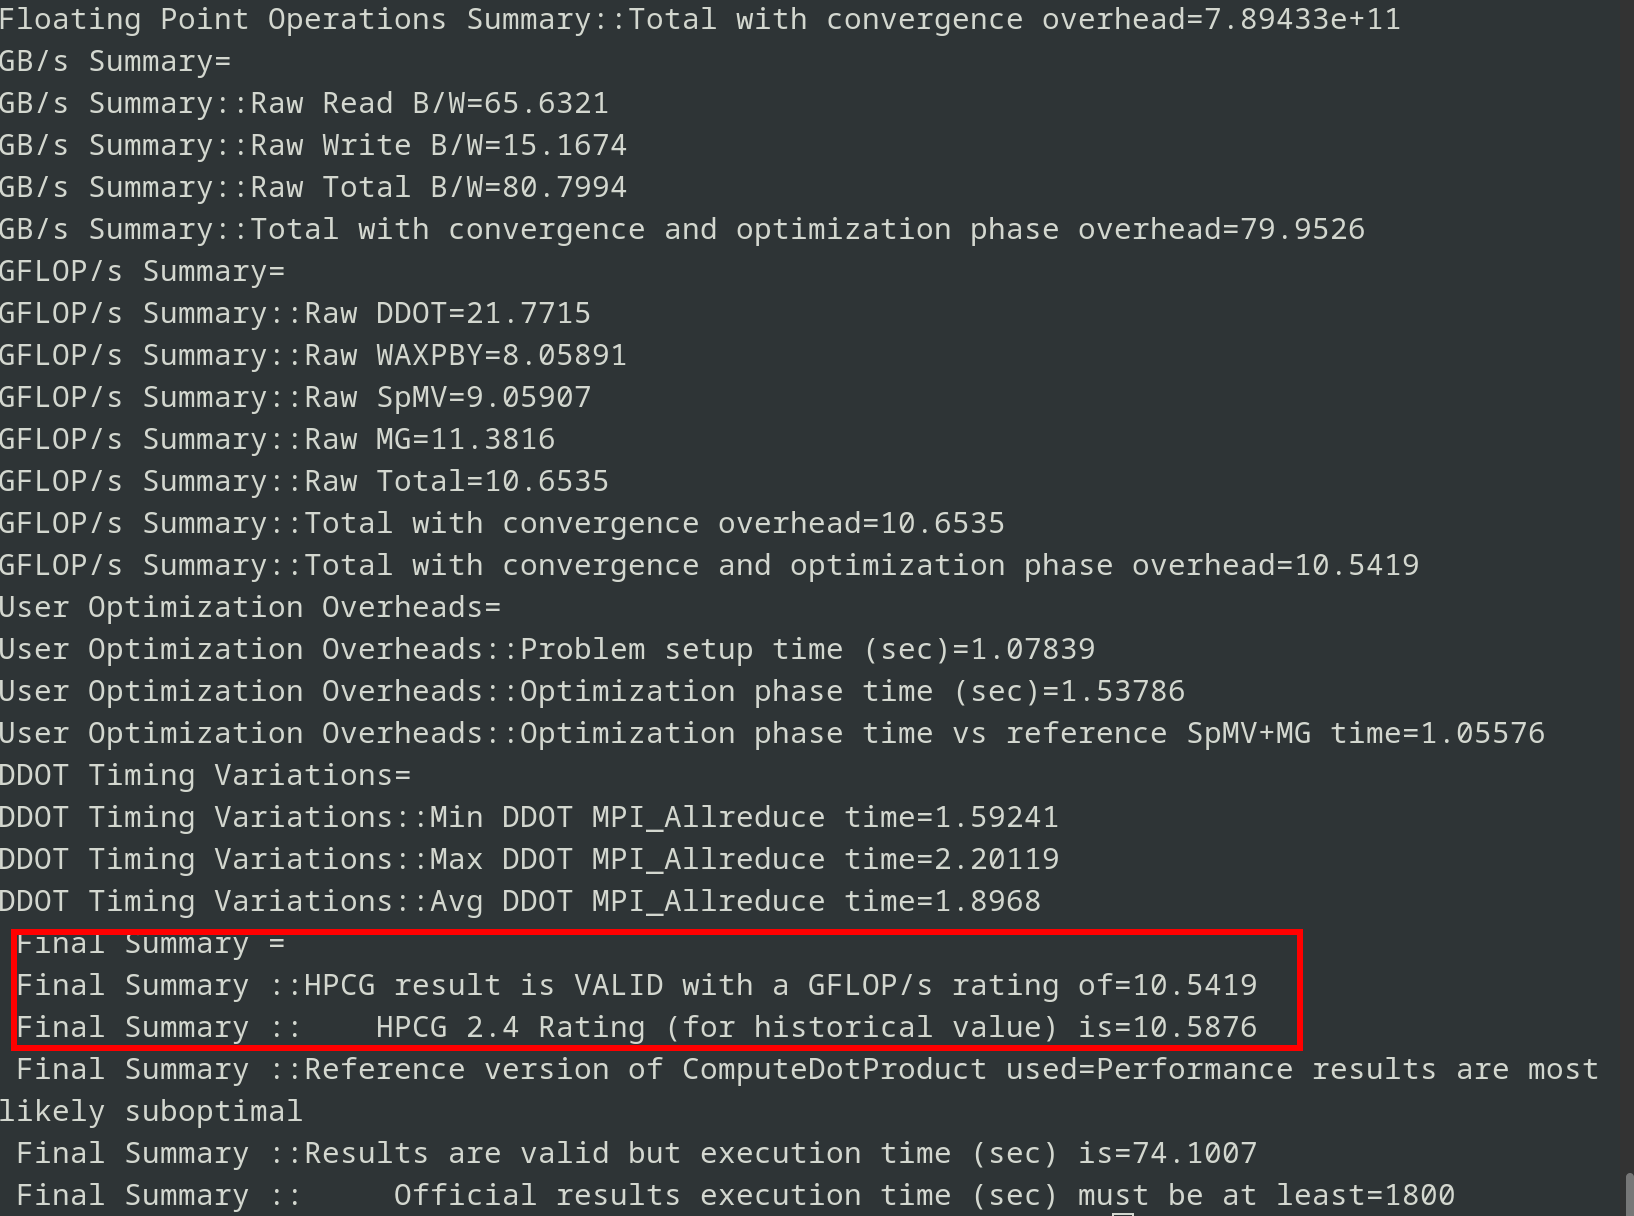 Floating Point Operations Summary::Total with convergence overhead=7.89433e+11
GB/s Summary=
GB/s Summary::Raw Read B/W=65.6321
GB/s Summary::Raw Write B/W=15.1674
GB/s Summary::Raw Total B/W=80.7994
GB/s Summary::Total with convergence and optimization phase overhead=79.9526
GFLOP/s Summary=
GFLOP/s Summary::Raw DDOT=21.7715
GFLOP/s Summary::Raw WAXPBY=8.05891
GFLOP/s Summary::Raw SpMV=9.05907
GFLOP/s Summary::Raw MG=11.3816
GFLOP/s Summary::Raw Total=10.6535
GFLOP/s Summary::Total with convergence overhead=10.6535
GFLOP/s Summary::Total with convergence and optimization phase overhead=10.5419
User Optimization Overheads=
User Optimization Overheads::Problem setup time (sec)=1.07839
User Optimization Overheads::Optimization phase time (sec)=1.53786
User Optimization Overheads::Optimization phase time vs reference SpMV+MG time=1.05576
DDOT Timing Variations=
DDOT Timing Variations::Min DDOT MPI_Allreduce time=1.59241
DDOT Timing Variations::Max DDOT MPI_Allreduce time=2.20119
DDOT Timing Variations::Avg DDOT MPI_Allreduce time=1.8968
Final Summary =
Final Summary ::HPCG result is VALID with a GFLOP/s rating of=10.5419
Final Summary ::    HPCG 2.4 Rating (for historical value) is=10.5876
Final Summary ::Reference version of ComputeDotProduct used=Performance results are most
likely suboptimal
Final Summary ::Results are valid but execution time (sec) is=74.1007
Final Summary ::     Official results execution time (sec) must be at least=1800